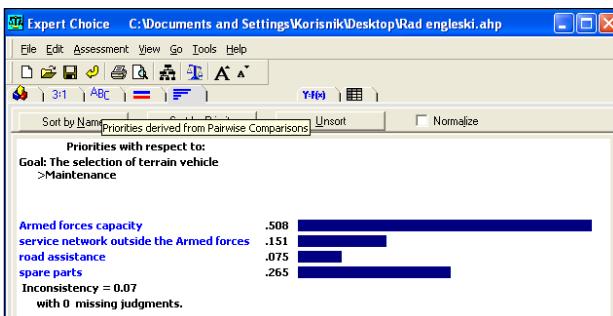 Expert Choice C:\Documents and Settings\Korisnik\Desktop\Rad engleski.ahp
File Edit Assessment View Go Tools Help
3:1 ABC Y=f(x)
Sort by Name Unsort Normalize
Priorities derived from Pairwise Comparisons
Priorities with respect to:
Goal: The selection of terrain vehicle
>Maintenance
Armed forces capacity .508
service network outside the Armed forces .151
road assistance .075
spare parts .265
Inconsistency = 0.07
with 0 missing judgments.